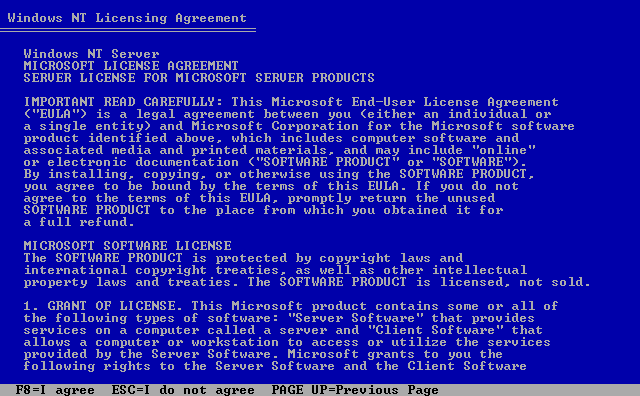 Windows NT Licensing Agreement
Windows NT Server
MICROSOFT LICENSE AGREEMENT
SERVER LICENSE FOR MICROSOFT SERVER PRODUCTS
IMPORTANT READ CAREFULLY: This Microsoft End-User License Agreement
("EULA") is a legal agreement between you (either an individual or
a single entity) and Microsoft Corporation for the Microsoft software
product identified above, which includes computer software and
associated media and printed materials, and may include "online"
or electronic documentation ("SOFTWARE PRODUCT" or "SOFTWARE").
By installing, copying, or otherwise using the SOFTWARE PRODUCT,
you agree to be bound by the terms of this EULA. If you do not
agree to the terms of this EULA, promptly return the unused
SOFTWARE PRODUCT to the place from which you obtained it for
a full refund.
MICROSOFT SOFTWARE LICENSE
The SOFTWARE PRODUCT is protected by copyright laws and
international copyright treaties, as well as other intellectual
property laws and treaties. The SOFTWARE PRODUCT is licensed, not sold.
1. GRANT OF LICENSE. This Microsoft product contains some or all of
the following types of software: "Server Software" that provides
services on a computer called a server and "Client Software" that
allows a computer or workstation to access or utilize the services
provided by the Server Software. Microsoft grants to you the
following rights to the Server Software and the Client Software
F8=I agree  ESC=I do not agree  PAGE UP=Previous Page